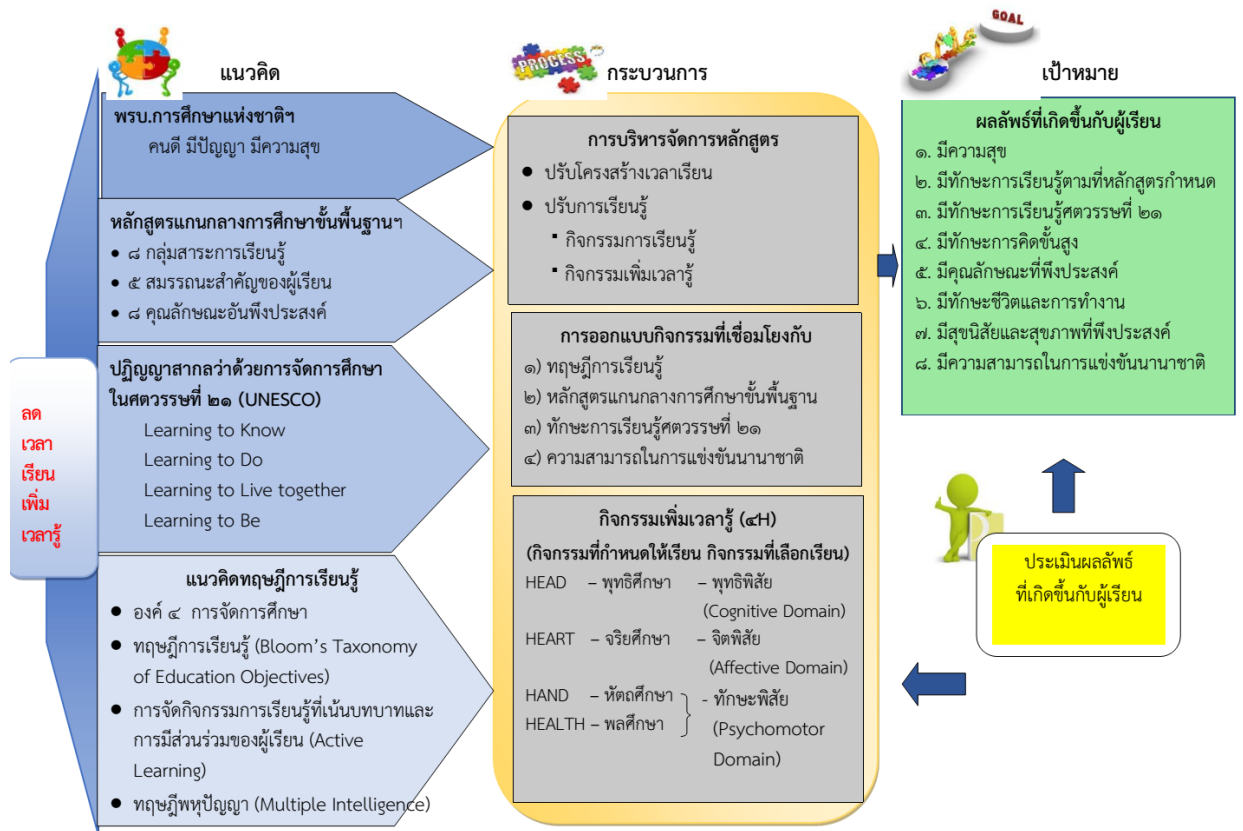 แนวคิด
PROCESS
กระบวนการ
GOAL
เป้าหมาย
ลด
เวลา
เรียน
เพิ่ม
เวลารู้
พรบ.การศึกษาแห่งชาติฯ
คนดี มีปัญญา มีความสุข
หลักสูตรแกนกลางการศึกษาขั้นพื้นฐานฯ
• ๘ กลุ่มสาระการเรียนรู้
• ๕ สมรรถนะสำคัญของผู้เรียน
• ๘ คุณลักษณะอันพึงประสงค์
ปฏิญญาสากลว่าด้วยการจัดการศึกษา
ในศตวรรษที่ ๒๑ (UNESCO)
Learning to Know
Learning to Do
Learning to Live together
Learning to Be
แนวคิดทฤษฎีการเรียนรู้
• องค์ ๔ การจัดการศึกษา
• ทฤษฎีการเรียนรู้ (Bloom's Taxonomy
of Education Objectives)
• การจัดกิจกรรมการเรียนรู้ที่เน้นบทบาทและ
การมีส่วนร่วมของผู้เรียน (Active
Learning)
• ทฤษฎีพหุปัญญา (Multiple Intelligence)
การบริหารจัดการหลักสูตร
• ปรับโครงสร้างเวลาเรียน
• ปรับการเรียนรู้
▪ กิจกรรมการเรียนรู้
▪ กิจกรรมเพิ่มเวลารู้
การออกแบบกิจกรรมที่เชื่อมโยงกับ
๑) ทฤษฎีการเรียนรู้
๒) หลักสูตรแกนกลางการศึกษาขั้นพื้นฐาน
๓) ทักษะการเรียนรู้ศตวรรษที่ ๒๑
๔) ความสามารถในการแข่งขันนานาชาติ
กิจกรรมเพิ่มเวลารู้ (๔H)
(กิจกรรมที่กำหนดให้เรียน กิจกรรมที่เลือกเรียน)
HEAD – พุทธิศึกษา – พุทธิพิสัย
(Cognitive Domain)
HEART – จริยศึกษา – จิตพิสัย
(Affective Domain)
HAND – หัตถศึกษา - ทักษะพิสัย
HEALTH – พลศึกษา (Psychomotor
Domain)
ผลลัพธ์ที่เกิดขึ้นกับผู้เรียน
๑. มีความสุข
๒. มีทักษะการเรียนรู้ตามที่หลักสูตรกำหนด
๓. มีทักษะการเรียนรู้ศตวรรษที่ ๒๑
๔. มีทักษะการคิดขั้นสูง
๕. มีคุณลักษณะที่พึงประสงค์
๖. มีทักษะชีวิตและการทำงาน
๗. มีสุขนิสัยและสุขภาพที่พึงประสงค์
๘. มีความสามารถในการแข่งขันนานาชาติ
ประเมินผลลัพธ์
ที่เกิดขึ้นกับผู้เรียน